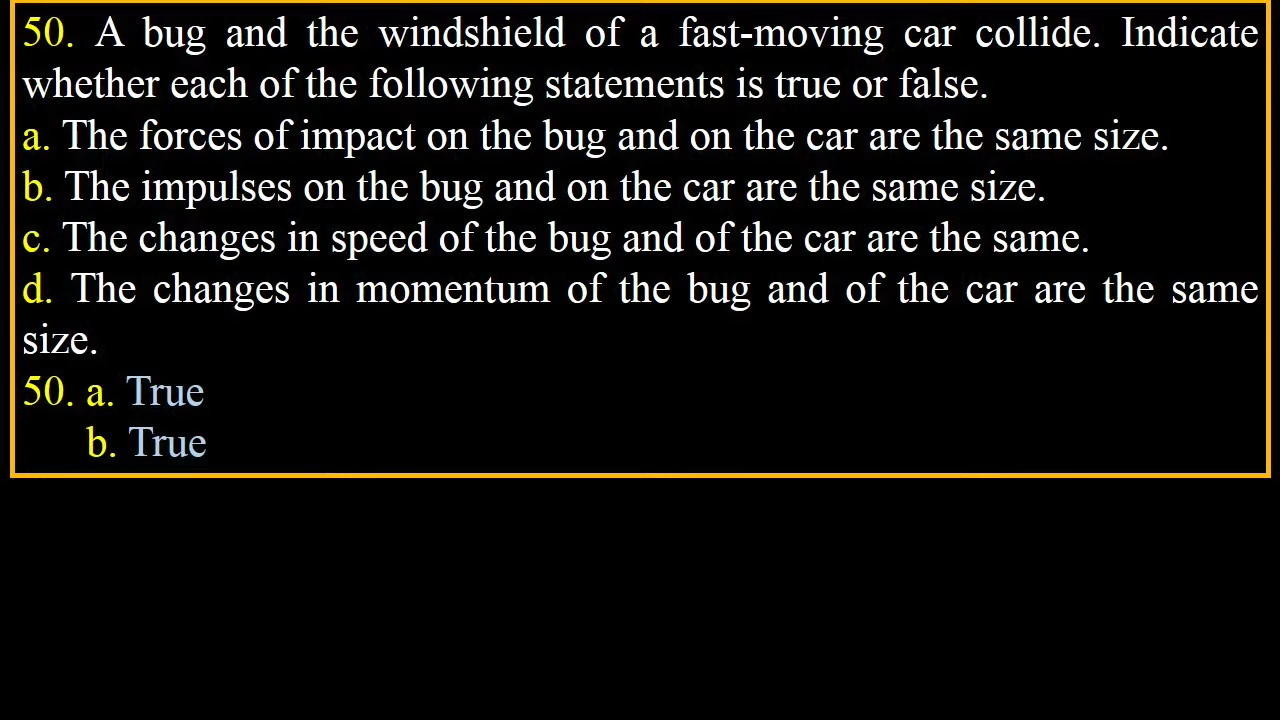 50. A bug and the windshield of a fast-moving car collide. Indicate
whether each of the following statements is true or false.
a. The forces of impact on the bug and on the car are the same size.
b. The impulses on the bug and on the car are the same size.
c. The changes in speed of the bug and of the car are the same.
d. The changes in momentum of the bug and of the car are the same
size.
50. a. True
b. True